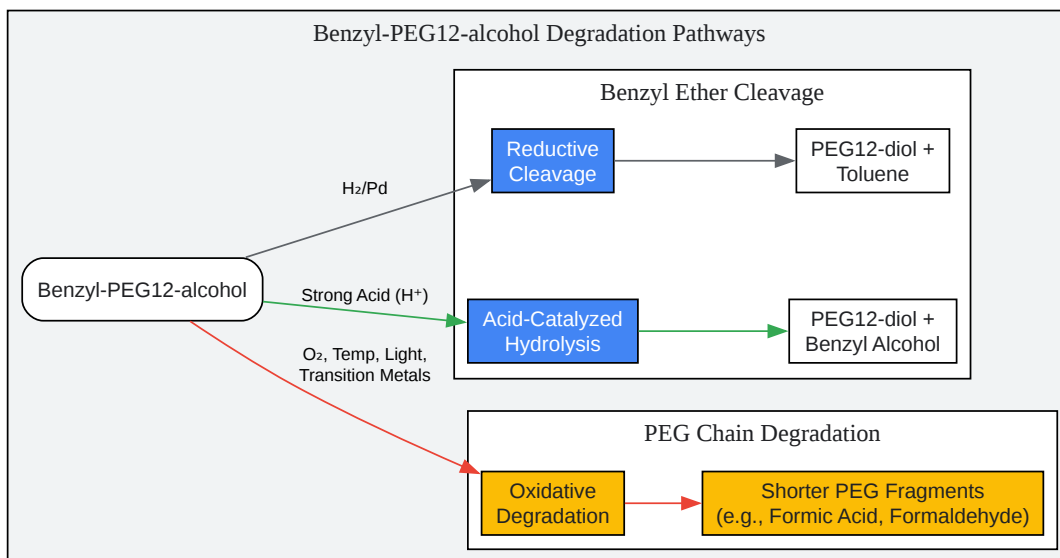 Benzyl-PEG12-alcohol Degradation Pathways
Benzyl Ether Cleavage
Reductive
Cleavage
PEG12-diol +
Toluene
H₂/Pd
Benzyl-PEG12-alcohol
Strong Acid (H⁺)
Acid-Catalyzed
Hydrolysis
PEG12-diol +
Benzyl Alcohol
O₂, Temp, Light,
Transition Metals
PEG Chain Degradation
Oxidative
Degradation
Shorter PEG Fragments
(e.g., Formic Acid, Formaldehyde)